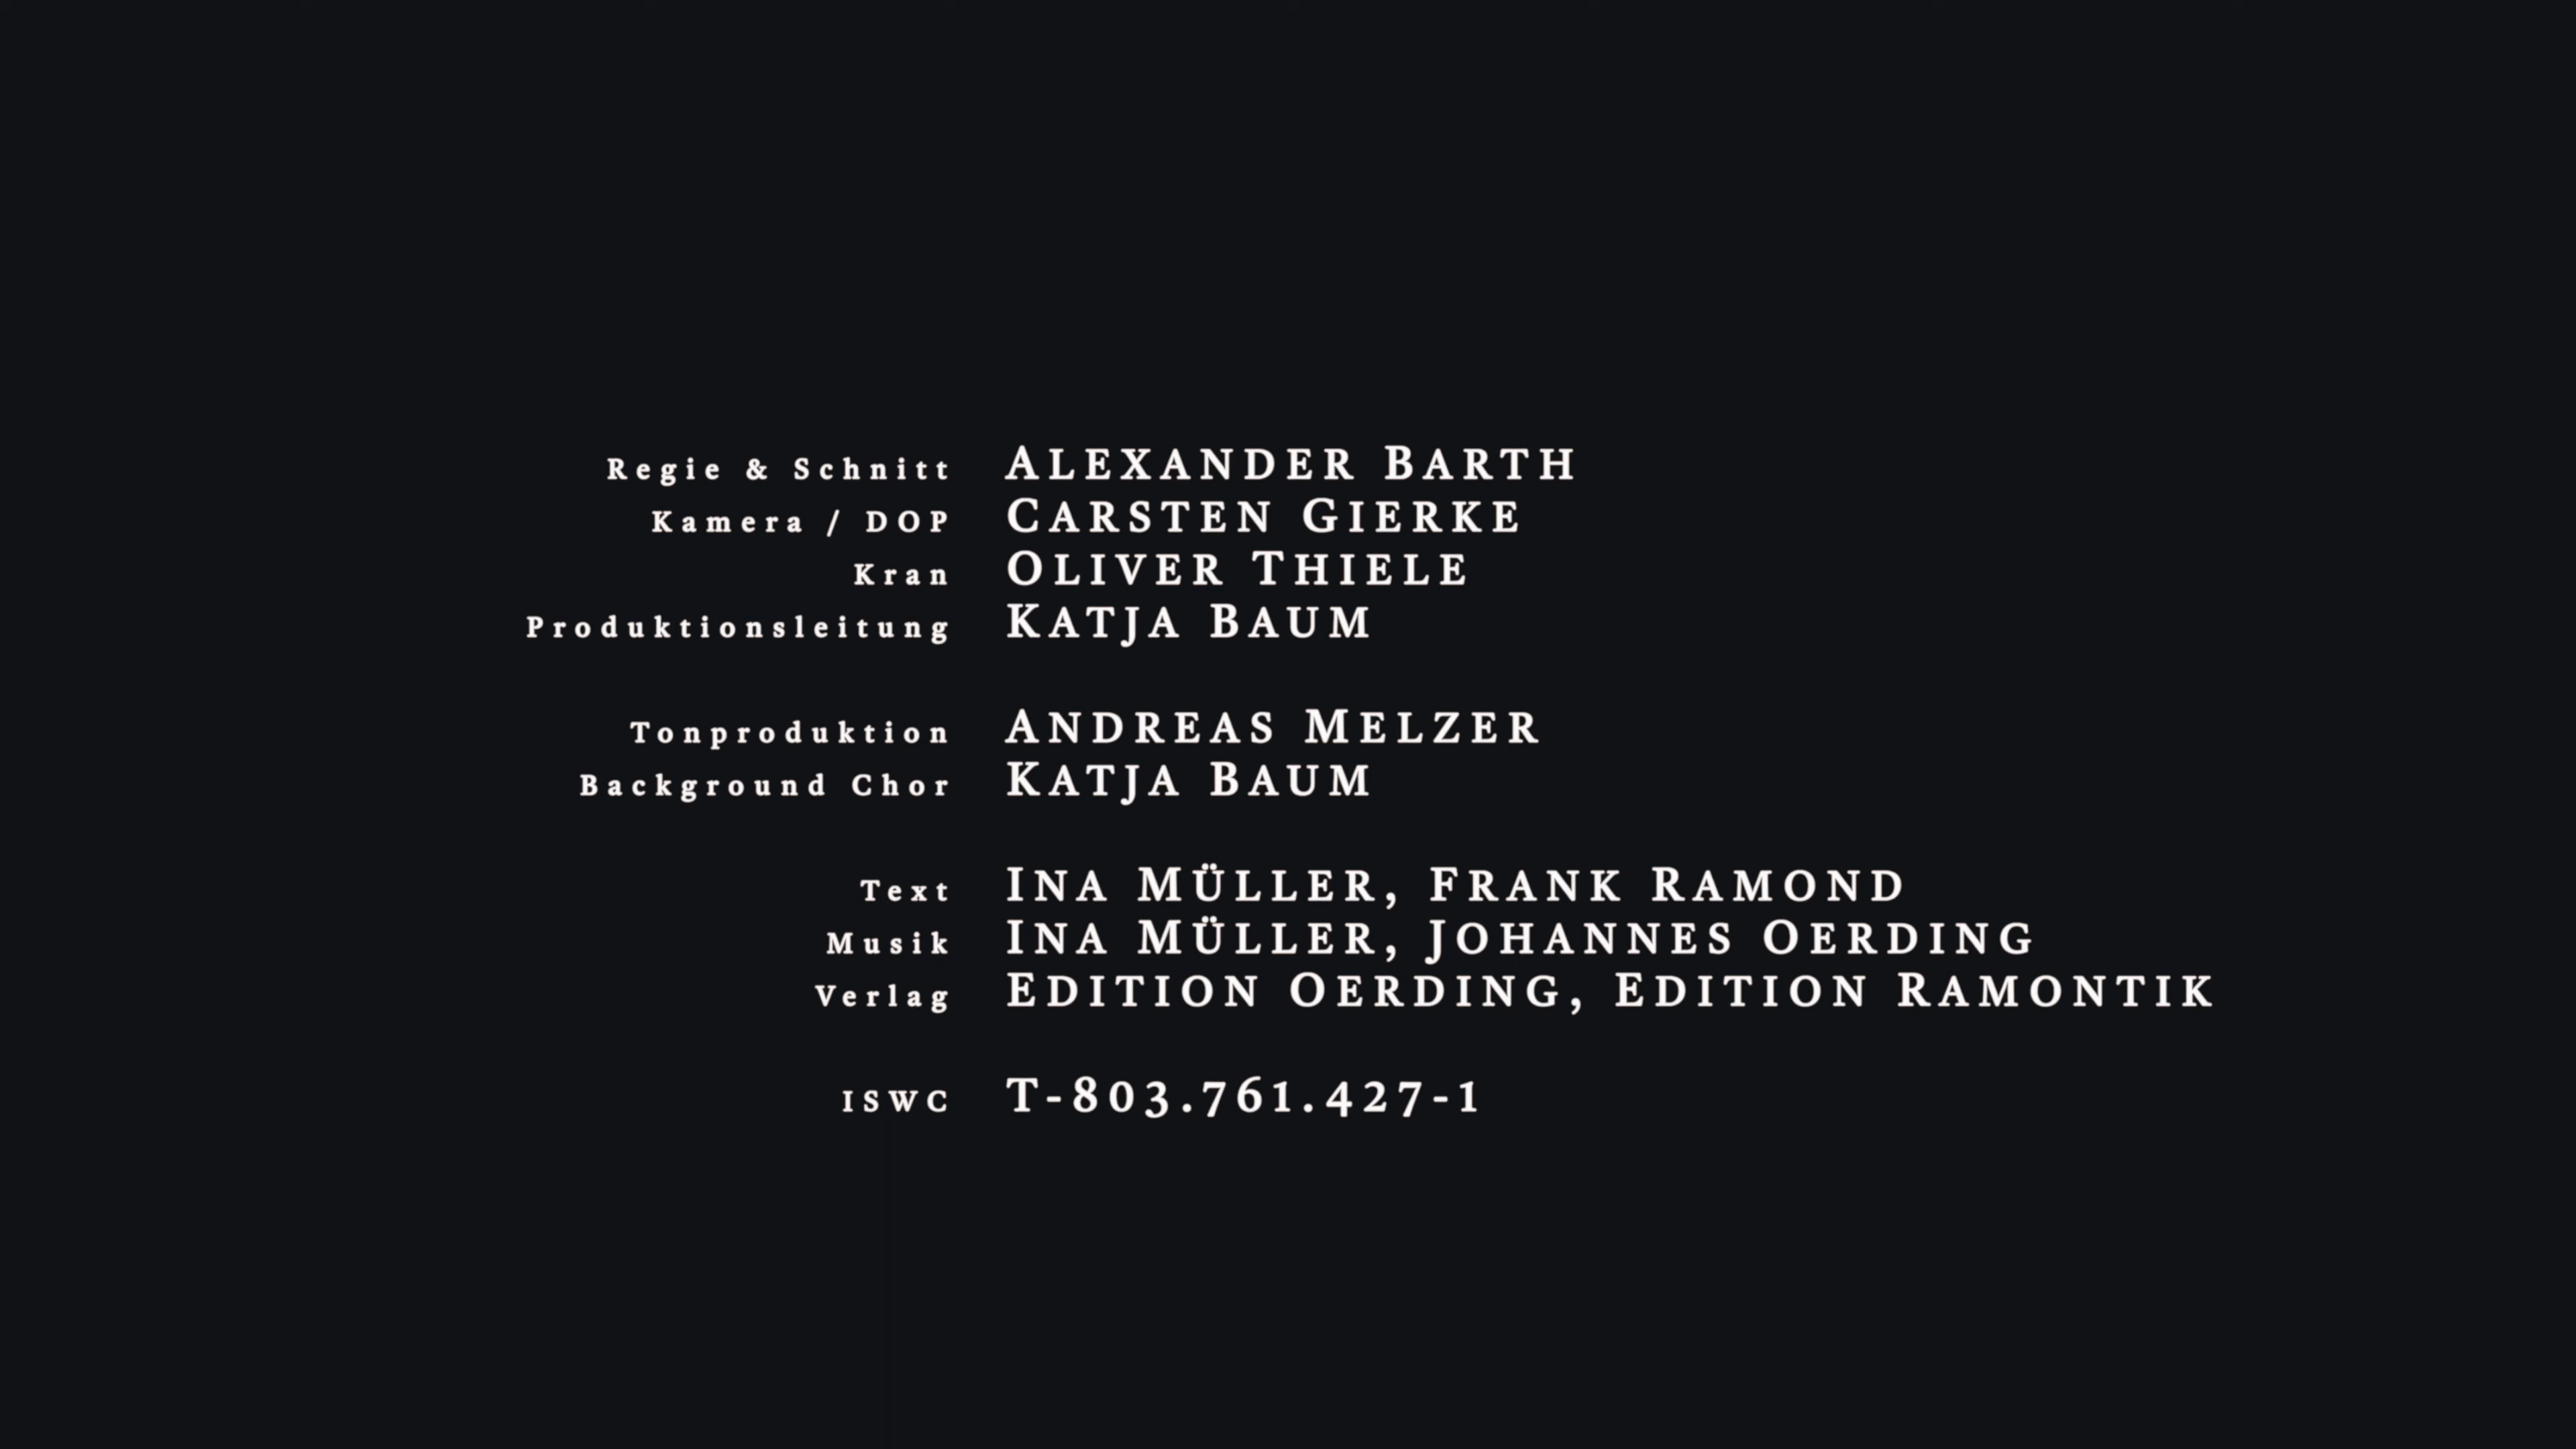 Regie & Schnitt Alexander Barth
Kamera / DOP Carsten Gierke
Kran Oliver Thiele
Produktionsleitung Katja Baum
Tonproduktion Andreas Melzer
Background Chor Katja Baum
Text Ina Müller, Frank Ramond
Musik Ina Müller, Johannes Oerding
Verlag Edition Oerding, Edition Ramontik
ISWC T-803.761.427-1